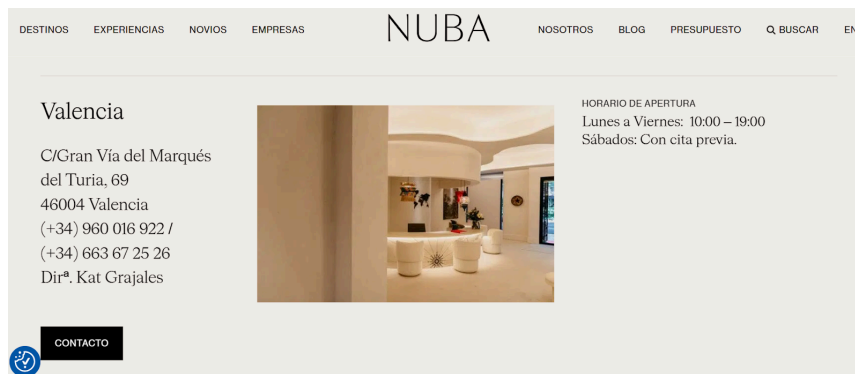 DESTINOS EXPERIENCIAS NOVIOS EMPRESAS NUBA NOSOTROS BLOG PRESUPUESTO BUSCAR EN
Valencia
C/Gran Vía del Marqués
del Turia, 69
46004 Valencia
(+34) 960 016 922 /
(+34) 663 67 25 26
Dirª. Kat Grajales
CONTACTO
HORARIO DE APERTURA
Lunes a Viernes: 10:00 – 19:00
Sábados: Con cita previa.